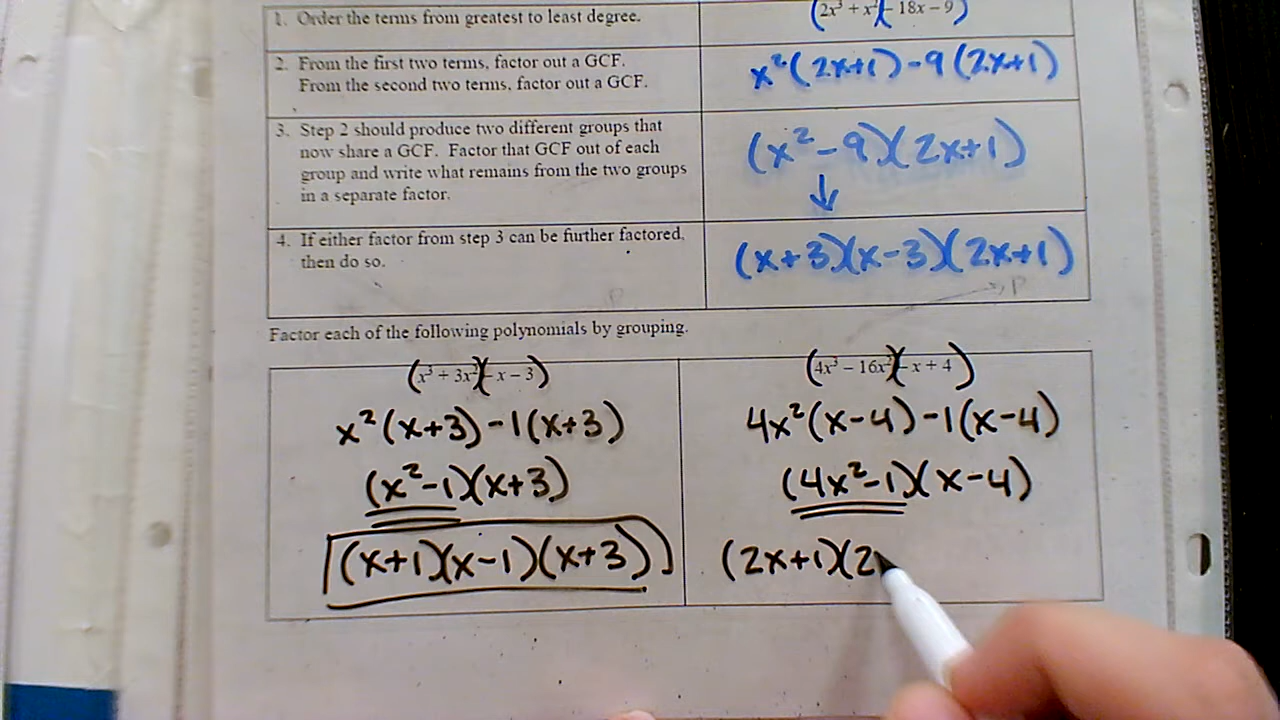 1. Order the terms from greatest to least degree.
(2x³ + x²)(− 18x − 9)
2. From the first two terms, factor out a GCF.
From the second two terms, factor out a GCF.
x²(2x+1)-9(2x+1)
3. Step 2 should produce two different groups that
now share a GCF. Factor that GCF out of each
group and write what remains from the two groups
in a separate factor.
(x²-9)(2x+1)
↓
4. If either factor from step 3 can be further factored,
then do so.
(x+3)(x-3)(2x+1)
Factor each of the following polynomials by grouping.
(x³ + 3x²)(− x − 3)
x²(x+3)-1(x+3)
(x²-1)(x+3)
(x+1)(x-1)(x+3)
(4x³ − 16x²)(− x + 4)
4x²(x-4)-1(x-4)
(4x²-1)(x-4)
(2x+1)(2